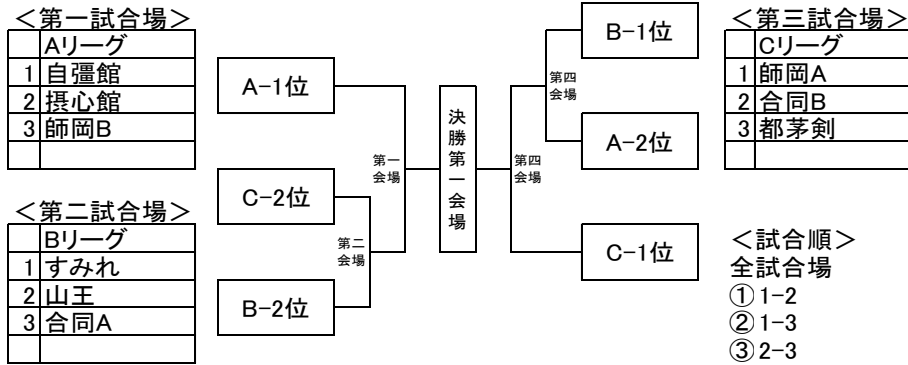 ＜第一試合場＞
Aリーグ
1 自彊館
2 摂心館
3 師岡B
＜第二試合場＞
Bリーグ
1 すみれ
2 山王
3 合同A
A-1位
C-2位
B-2位
第一
会場
第二
会場
決勝第一会場
第四
会場
第四
会場
B-1位
A-2位
C-1位
＜第三試合場＞
Cリーグ
1 師岡A
2 合同B
3 都茅剣
＜試合順＞
全試合場
① 1-2
② 1-3
③ 2-3